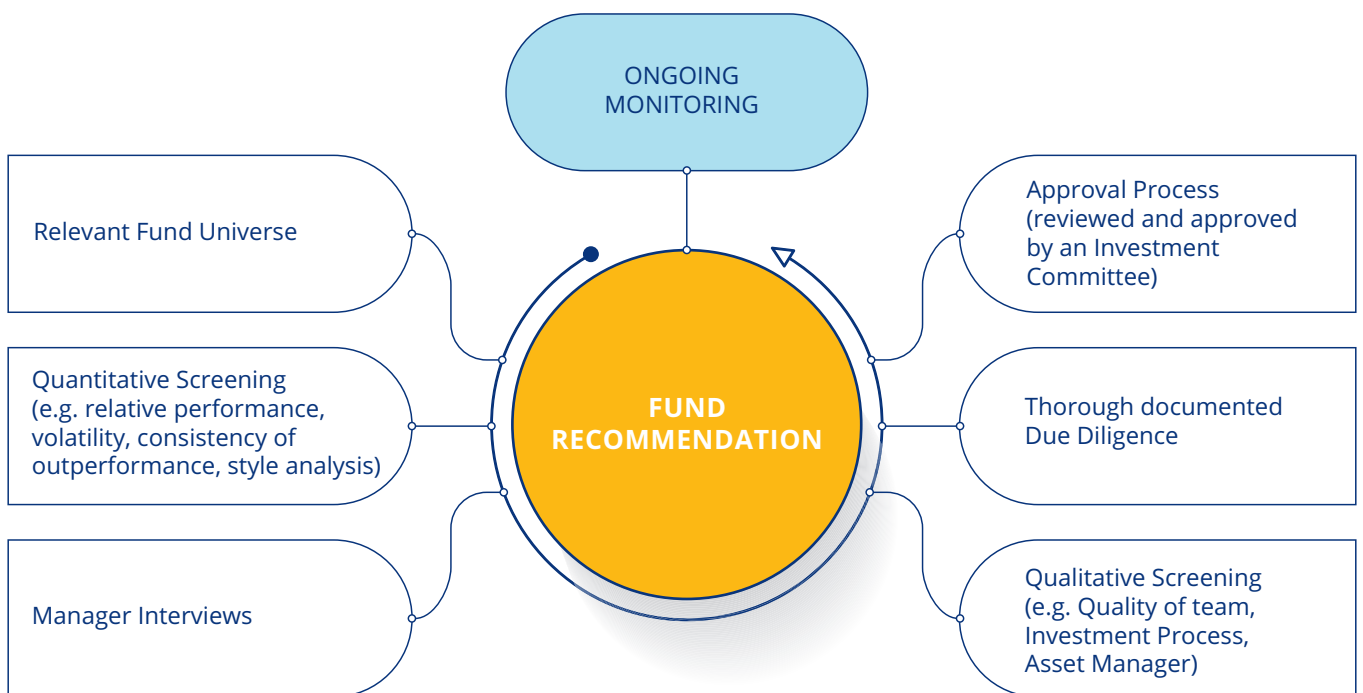 ONGOING
MONITORING
Relevant Fund Universe
Quantitative Screening
(e.g. relative performance,
volatility, consistency of
outperformance, style analysis)
Manager Interviews
FUND
RECOMMENDATION
Approval Process
(reviewed and approved
by an Investment
Committee)
Thorough documented
Due Diligence
Qualitative Screening
(e.g. Quality of team,
Investment Process,
Asset Manager)